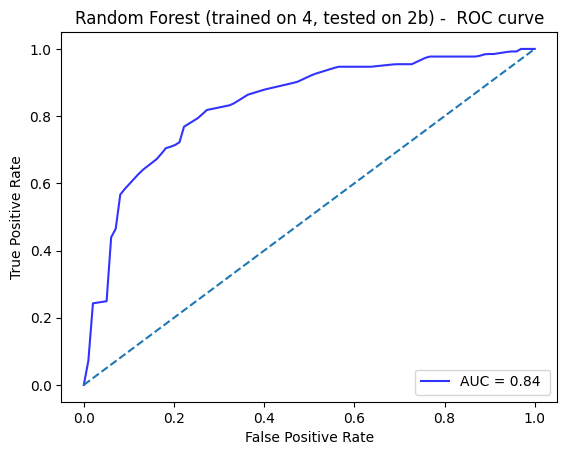 Random Forest (trained on 4, tested on 2b) -  ROC curve
True Positive Rate
1.0
0.8
0.6
0.4
0.2
0.0
AUC = 0.84
0.0 0.2 0.4 0.6 0.8 1.0
False Positive Rate